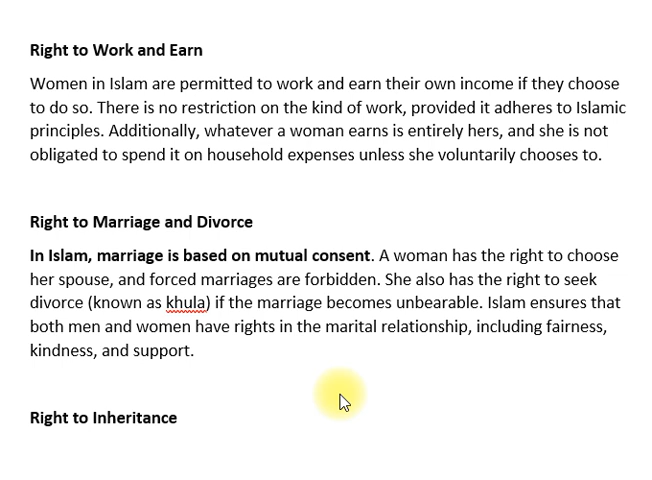 Right to Work and Earn
Women in Islam are permitted to work and earn their own income if they choose
to do so. There is no restriction on the kind of work, provided it adheres to Islamic
principles. Additionally, whatever a woman earns is entirely hers, and she is not
obligated to spend it on household expenses unless she voluntarily chooses to.
Right to Marriage and Divorce
In Islam, marriage is based on mutual consent. A woman has the right to choose
her spouse, and forced marriages are forbidden. She also has the right to seek
divorce (known as khula) if the marriage becomes unbearable. Islam ensures that
both men and women have rights in the marital relationship, including fairness,
kindness, and support.
Right to Inheritance